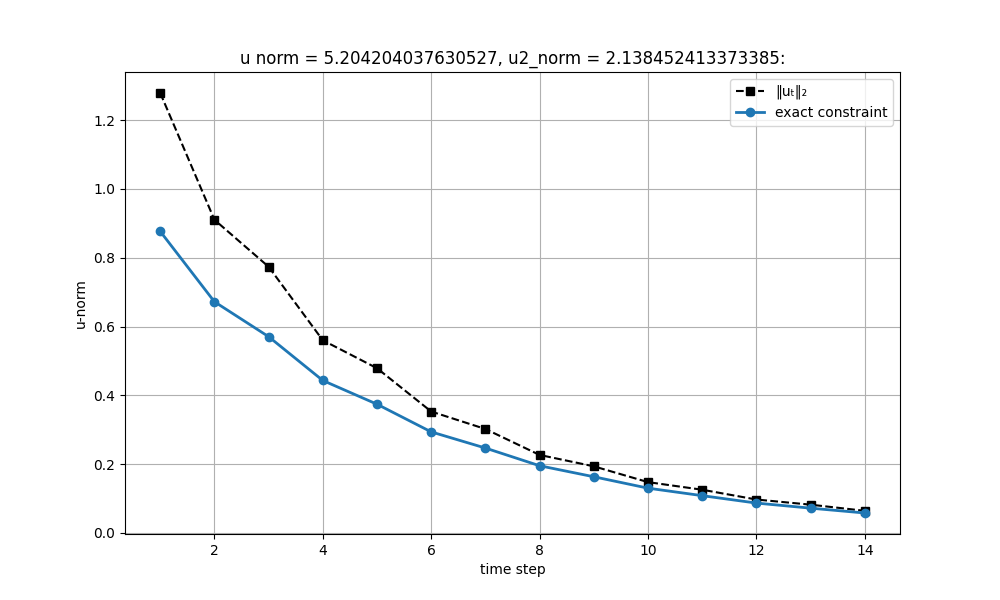 u norm = 5.204204037630527, u2_norm = 2.138452413373385:
‖uₜ‖₂
exact constraint
1.2
1.0
0.8
0.6
0.4
0.2
0.0
u-norm
2 4 6 8 10 12 14
time step